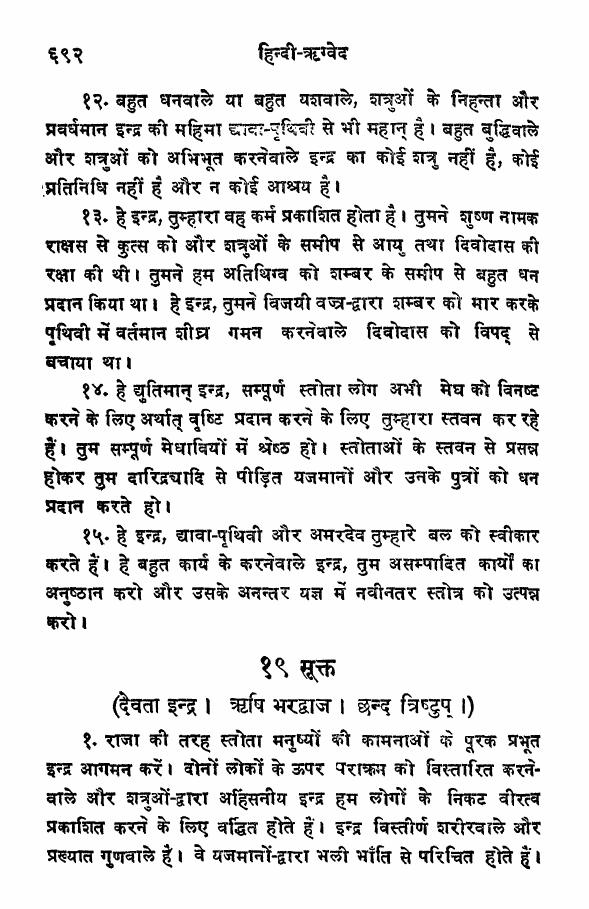 ६९२ हिन्दी-ऋग्वेद
१२. बहुत धनवाले या बहुत यशवाले, शत्रुओं के निहन्ता और
प्रवर्धमान इन्द्र की महिमा द्यावा-पृथिवी से भी महान् है। बहुत बुद्धिवाले
और शत्रुओं को अभिभूत करनेवाले इन्द्र का कोई शत्रु नहीं है, कोई
प्रतिनिधि नहीं है और न कोई आश्रय है।
१३. हे इन्द्र, तुम्हारा वह कर्म प्रकाशित होता है। तुमने शुष्ण नामक
राक्षस से कुत्स को और शत्रुओं के समीप से आयु तथा दिवोदास की
रक्षा की थी। तुमने हम अतिथिग्व को शम्बर के समीप से बहुत धन
प्रदान किया था। हे इन्द्र, तुमने विजयी वज्र-द्वारा शम्बर को मार करके
पृथिवी में वर्तमान शीघ्र गमन करनेवाले दिवोदास को विपद् से
बचाया था।
१४. हे द्युतिमान् इन्द्र, सम्पूर्ण स्तोता लोग अभी मेघ को विनष्ट
करने के लिए अर्थात् वृष्टि प्रदान करने के लिए तुम्हारा स्तवन कर रहे
हैं। तुम सम्पूर्ण मेधावियों में श्रेष्ठ हो। स्तोताओं के स्तवन से प्रसन्न
होकर तुम दारिद्र्यादि से पीड़ित यजमानों और उनके पुत्रों को धन
प्रदान करते हो।
१५. हे इन्द्र, द्यावा-पृथिवी और अमरदेव तुम्हारे बल को स्वीकार
करते हैं। हे बहुत कार्य के करनेवाले इन्द्र, तुम असम्पादित कार्यों का
अनुष्ठान करो और उसके अनन्तर यज्ञ में नवीनतर स्तोत्र को उत्पन्न
करो।
१९ सूक्त
(दैवता इन्द्र। ऋषि भरद्वाज। छन्द त्रिष्टुप्।)
१. राजा की तरह स्तोता मनुष्यों की कामनाओं के पूरक प्रभूत
इन्द्र आगमन करें। दोनों लोकों के ऊपर पराक्रम को विस्तारित करने-
वाले और शत्रुओं-द्वारा अहिंसनीय इन्द्र हम लोगों के निकट वीरत्व
प्रकाशित करने के लिए वर्द्धित होते हैं। इन्द्र विस्तीर्ण शरीरवाले और
प्रख्यात गुणवाले हैं। वे यजमानों-द्वारा भली भाँति से परिचित होते हैं।